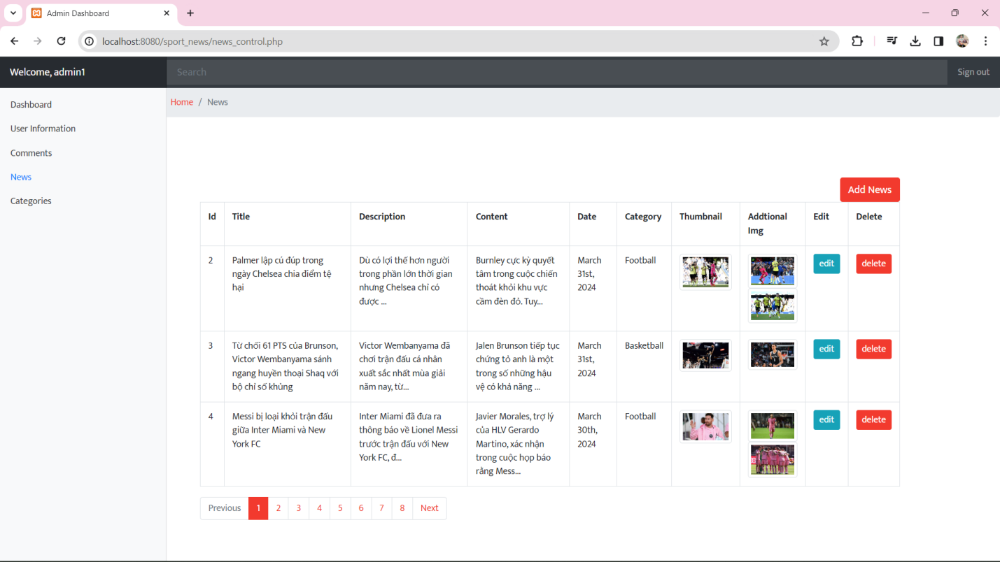 Admin Dashboard
localhost:8080/sport_news/news_control.php
Welcome, admin1
Search
Sign out
Dashboard
User Information
Comments
News
Categories
Home / News
Add News
Id Title Description Content Date Category Thumbnail Addtional Edit Delete
Img
2
Palmer lập cú đúp trong
ngày Chelsea chia điểm tệ
hại
Dù có lợi thế hơn người
trong phần lớn thời gian
nhưng Chelsea chỉ có
được ...
Burnley cực kỳ quyết
tâm trong cuộc chiến
thoát khỏi khu vực
cầm đèn đỏ. Tuy...
March
31st,
2024
Football
edit
delete
3
Từ chối 61 PTS của Brunson,
Victor Wembanyama sánh
ngang huyền thoại Shaq với
bộ chỉ số khủng
Victor Wembanyama đã
chơi trận đấu cá nhân
xuất sắc nhất mùa giải
năm nay, từ...
Jalen Brunson tiếp tục
chứng tỏ anh là một
trong số những hậu
vệ có khả năng ...
March
31st,
2024
Basketball
edit
delete
4
Messi bị loại khỏi trận đấu
giữa Inter Miami và New
York FC
Inter Miami đã đưa ra
thông báo về Lionel Messi
trước trận đấu với New
York FC, đ...
Javier Morales, trợ lý
của HLV Gerardo
Martino, xác nhận
trong cuộc họp báo
rằng Mess...
March
30th,
2024
Football
edit
delete
Previous 1 2 3 4 5 6 7 8 Next